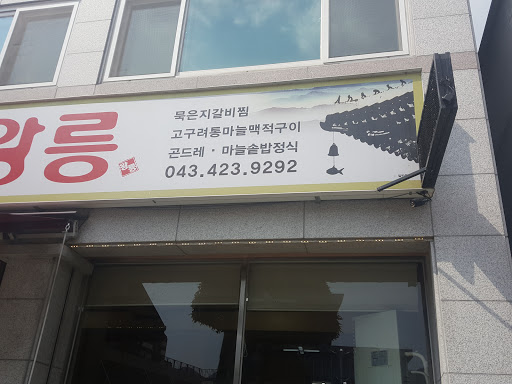 왕릉
묵은지갈비찜
고구려통마늘맥적구이
곤드레 · 마늘솥밥정식
043.423.9292